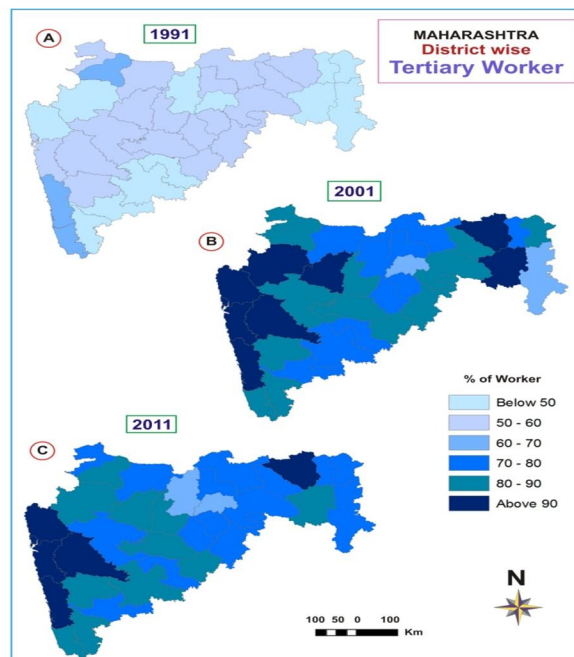 MAHARASHTRA
District wise
Tertiary Worker
A
1991
B
2001
C
2011
% of Worker
Below 50
50 - 60
60 - 70
70 - 80
80 - 90
Above 90
N
100 50 0 100
Km